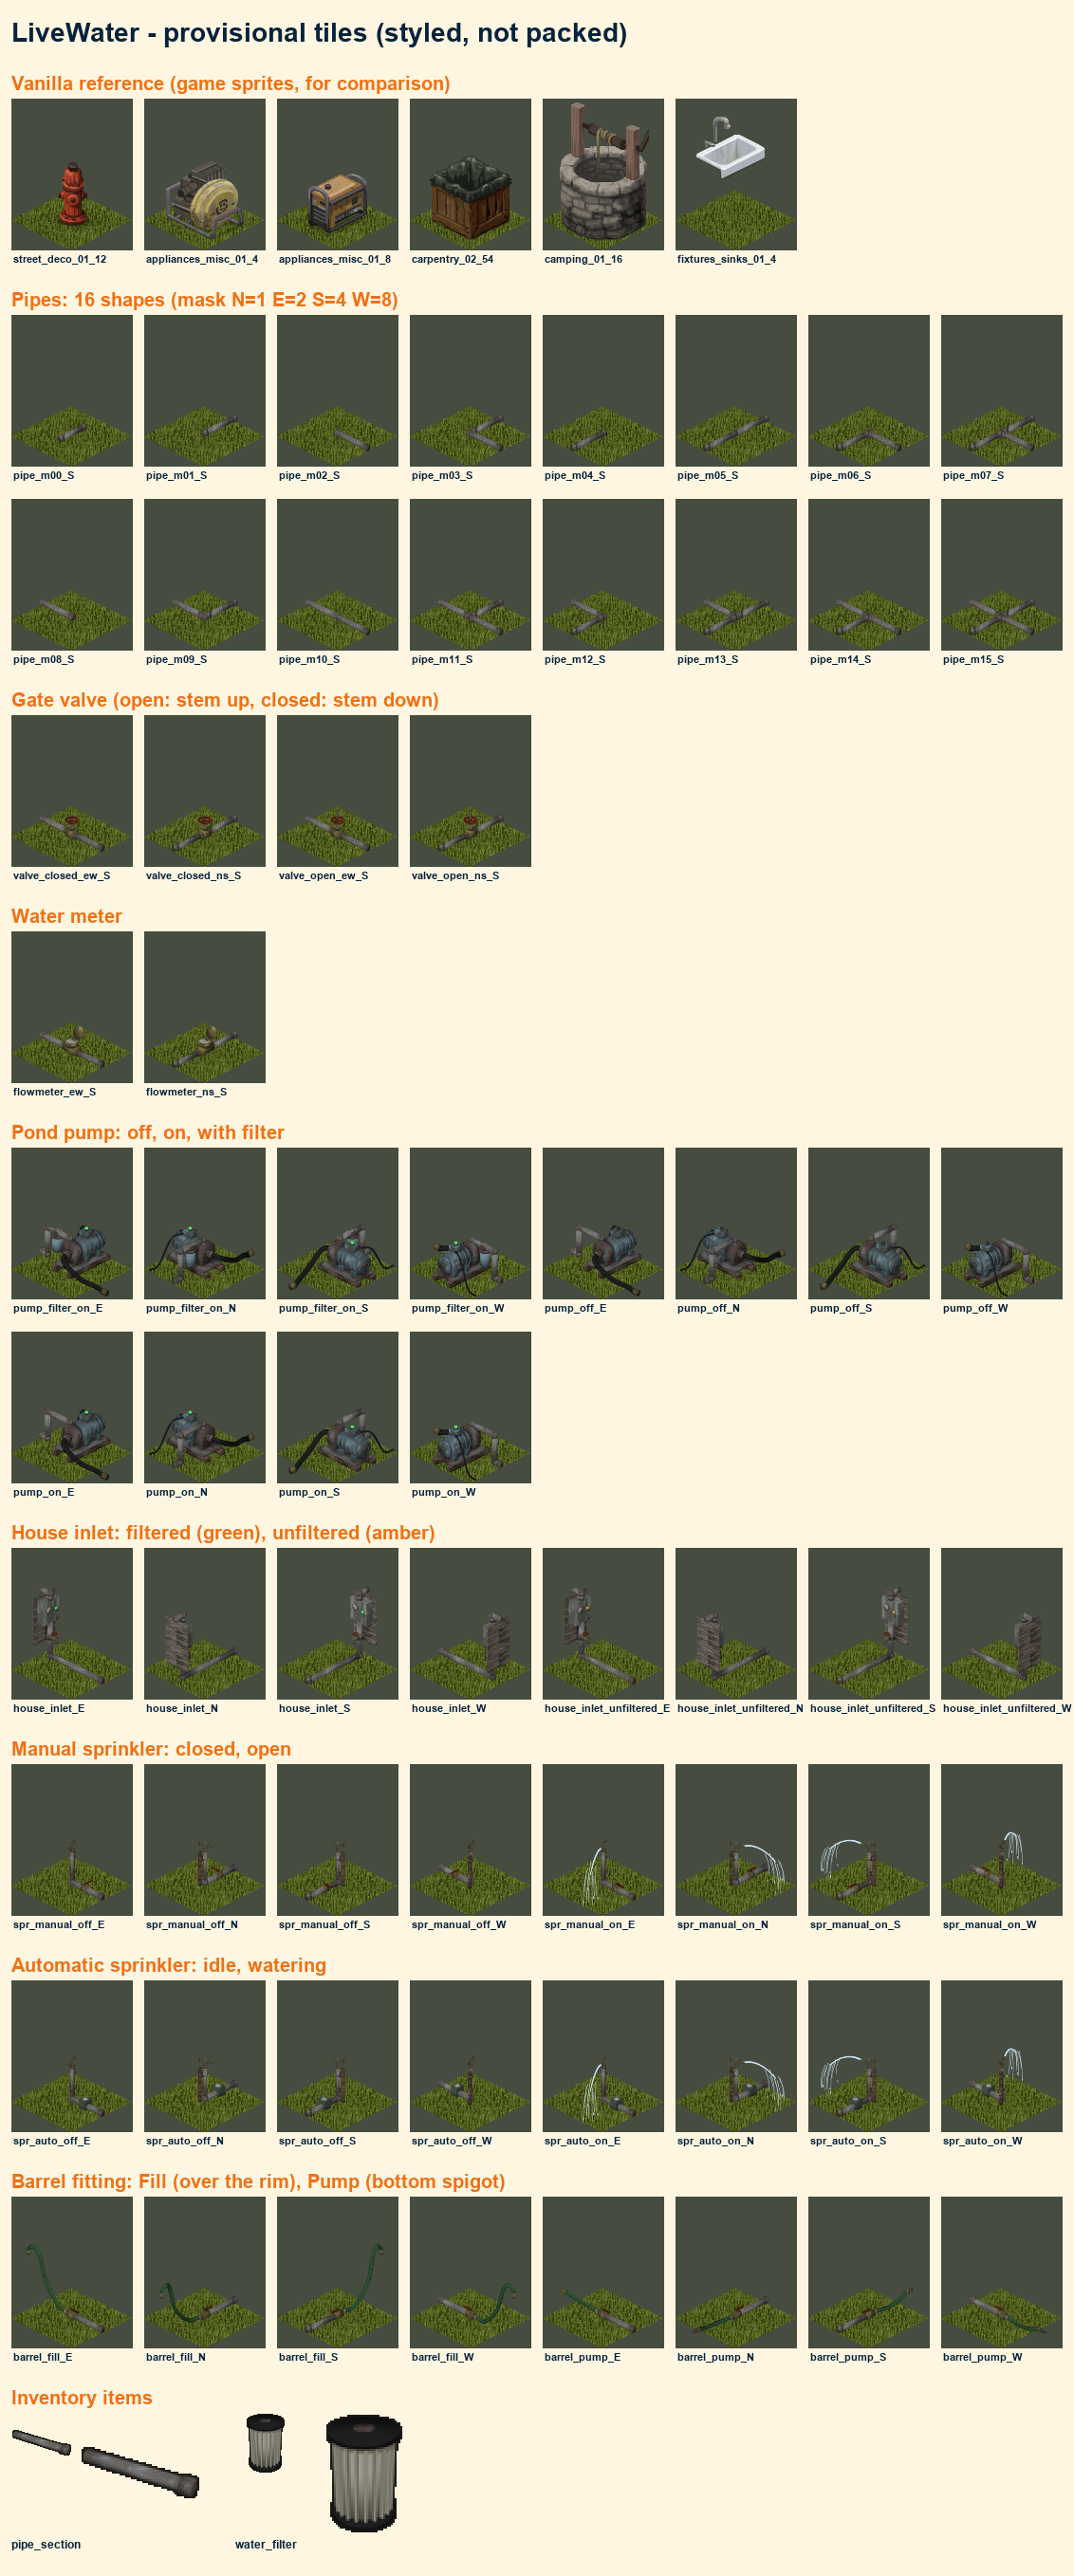 LiveWater - provisional tiles (styled, not packed)
Vanilla reference (game sprites, for comparison)
street_deco_01_12 appliances_misc_01_4 appliances_misc_01_8 carpentry_02_54 camping_01_16 fixtures_sinks_01_4
Pipes: 16 shapes (mask N=1 E=2 S=4 W=8)
pipe_m00_S pipe_m01_S pipe_m02_S pipe_m03_S pipe_m04_S pipe_m05_S pipe_m06_S pipe_m07_S
pipe_m08_S pipe_m09_S pipe_m10_S pipe_m11_S pipe_m12_S pipe_m13_S pipe_m14_S pipe_m15_S
Gate valve (open: stem up, closed: stem down)
valve_closed_ew_S valve_closed_ns_S valve_open_ew_S valve_open_ns_S
Water meter
flowmeter_ew_S flowmeter_ns_S
Pond pump: off, on, with filter
pump_filter_on_E pump_filter_on_N pump_filter_on_S pump_filter_on_W pump_off_E pump_off_N pump_off_S pump_off_W
pump_on_E pump_on_N pump_on_S pump_on_W
House inlet: filtered (green), unfiltered (amber)
house_inlet_E house_inlet_N house_inlet_S house_inlet_W house_inlet_unfiltered_E house_inlet_unfiltered_N house_inlet_unfiltered_S house_inlet_unfiltered_W
Manual sprinkler: closed, open
spr_manual_off_E spr_manual_off_N spr_manual_off_S spr_manual_off_W spr_manual_on_E spr_manual_on_N spr_manual_on_S spr_manual_on_W
Automatic sprinkler: idle, watering
spr_auto_off_E spr_auto_off_N spr_auto_off_S spr_auto_off_W spr_auto_on_E spr_auto_on_N spr_auto_on_S spr_auto_on_W
Barrel fitting: Fill (over the rim), Pump (bottom spigot)
barrel_fill_E barrel_fill_N barrel_fill_S barrel_fill_W barrel_pump_E barrel_pump_N barrel_pump_S barrel_pump_W
Inventory items
pipe_section water_filter